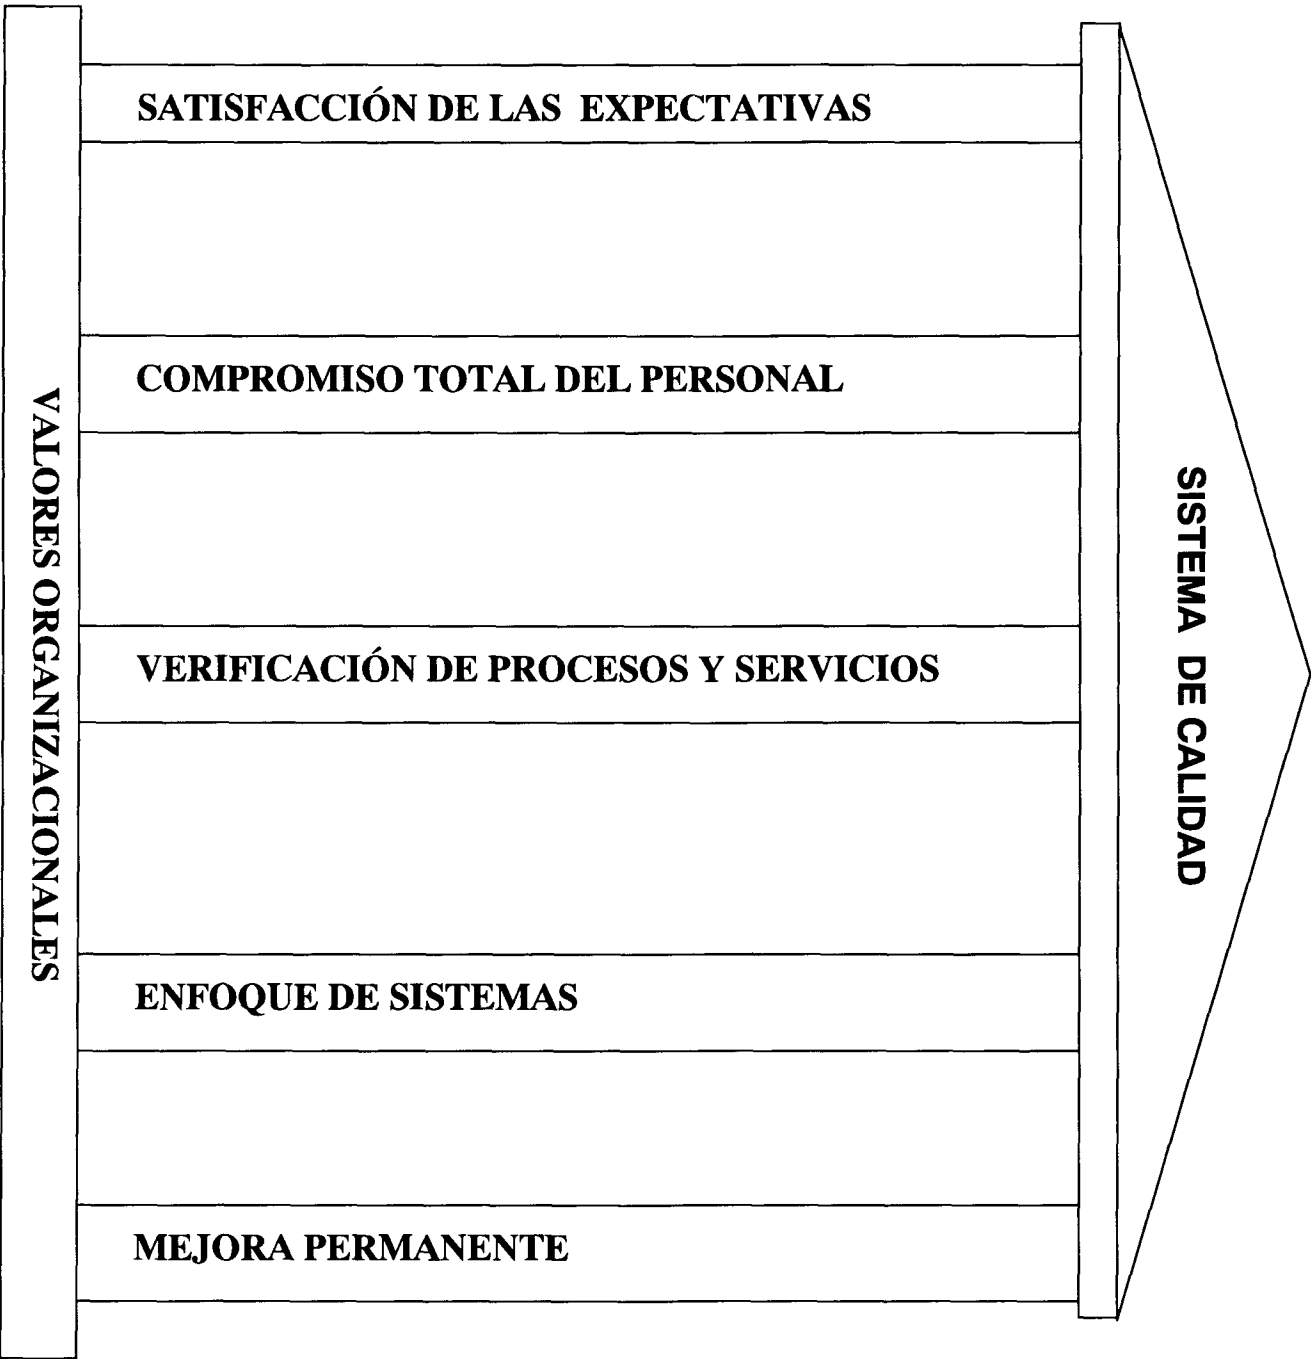 SATISFACCIÓN DE LAS EXPECTATIVAS
COMPROMISO TOTAL DEL PERSONAL
VERIFICACIÓN DE PROCESOS Y SERVICIOS
ENFOQUE DE SISTEMAS
MEJORA PERMANENTE
VALORES ORGANIZACIONALES
SISTEMA DE CALIDAD